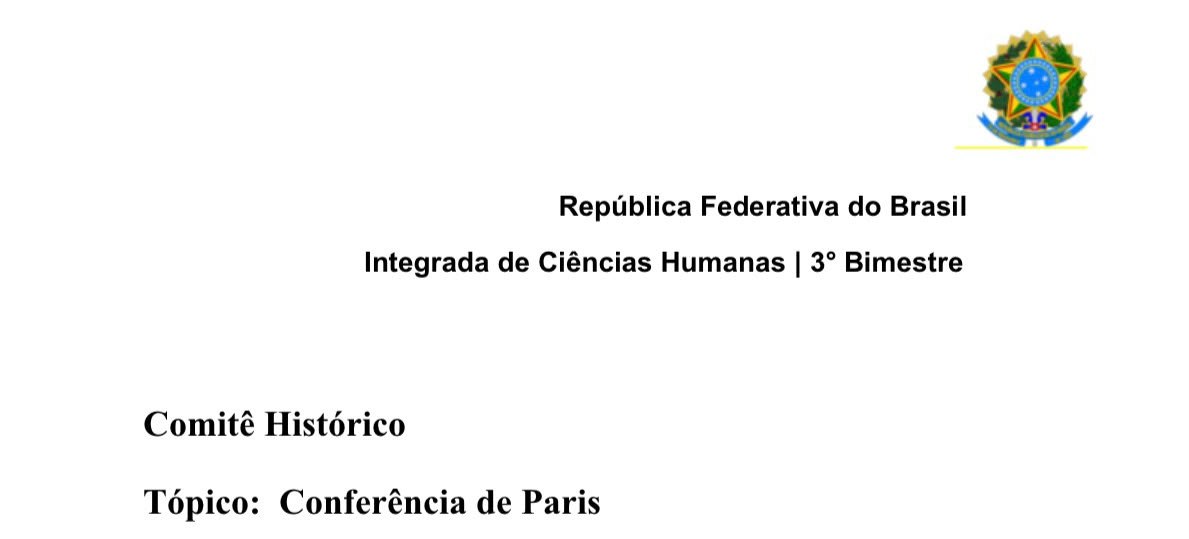 República Federativa do Brasil
Integrada de Ciências Humanas | 3° Bimestre
Comitê Histórico
Tópico: Conferência de Paris